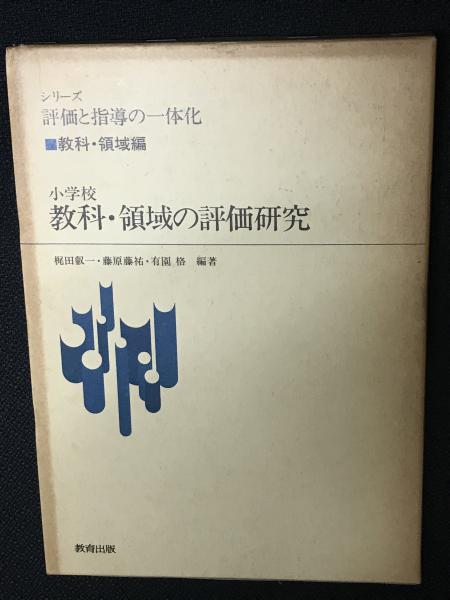 シリーズ
評価と指導の一体化
■教科・領域編
小学校
教科・領域の評価研究
梶田叡一・藤原藤祐・有園 格 編著
教育出版